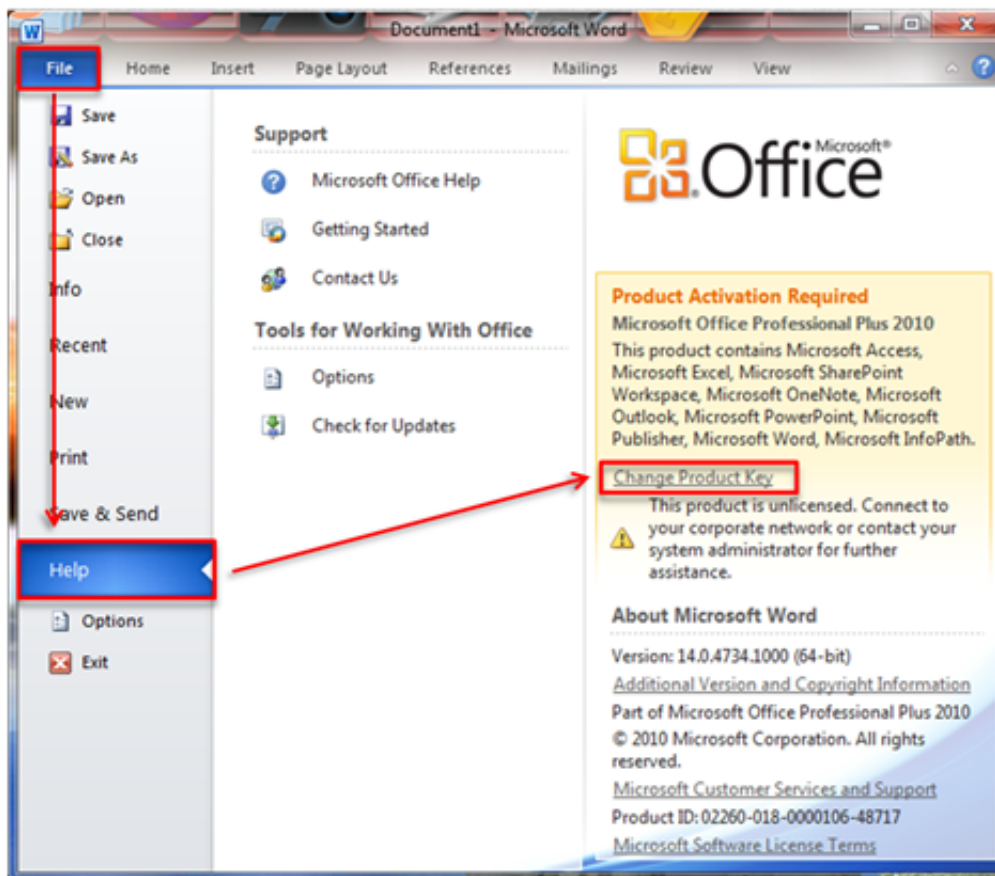 Document1 - Microsoft Word
File Home Insert Page Layout References Mailings Review View
Save
Save As
Open
Close
Info
Recent
New
Print
Save & Send
Help
Options
Exit
Support
Microsoft Office Help
Getting Started
Contact Us
Tools for Working With Office
Options
Check for Updates
Microsoft®
Office
Product Activation Required
Microsoft Office Professional Plus 2010
This product contains Microsoft Access,
Microsoft Excel, Microsoft SharePoint
Workspace, Microsoft OneNote, Microsoft
Outlook, Microsoft PowerPoint, Microsoft
Publisher, Microsoft Word, Microsoft InfoPath.
Change Product Key
This product is unlicensed. Connect to
your corporate network or contact your
system administrator for further
assistance.
About Microsoft Word
Version: 14.0.4734.1000 (64-bit)
Additional Version and Copyright Information
Part of Microsoft Office Professional Plus 2010
© 2010 Microsoft Corporation. All rights
reserved.
Microsoft Customer Services and Support
Product ID: 02260-018-0000106-48717
Microsoft Software License Terms